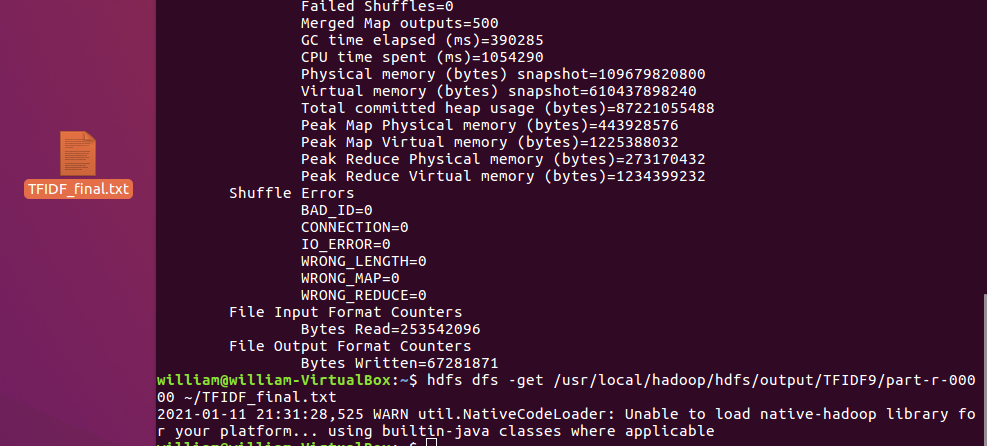 Failed Shuffles=0
Merged Map outputs=500
GC time elapsed (ms)=390285
CPU time spent (ms)=1054290
Physical memory (bytes) snapshot=109679820800
Virtual memory (bytes) snapshot=610437898240
Total committed heap usage (bytes)=87221055488
Peak Map Physical memory (bytes)=443928576
Peak Map Virtual memory (bytes)=1225388032
Peak Reduce Physical memory (bytes)=273170432
Peak Reduce Virtual memory (bytes)=1234399232
TFIDF_final.txt
Shuffle Errors
BAD_ID=0
CONNECTION=0
IO_ERROR=0
WRONG_LENGTH=0
WRONG_MAP=0
WRONG_REDUCE=0
File Input Format Counters
Bytes Read=253542096
File Output Format Counters
Bytes Written=67281871
william@william-VirtualBox:~$ hdfs dfs -get /usr/local/hadoop/hdfs/output/TFIDF9/part-r-000
00 ~/TFIDF_final.txt
2021-01-11 21:31:28,525 WARN util.NativeCodeLoader: Unable to load native-hadoop library fo
r your platform... using builtin-java classes where applicable
william@william-VirtualBox:~$